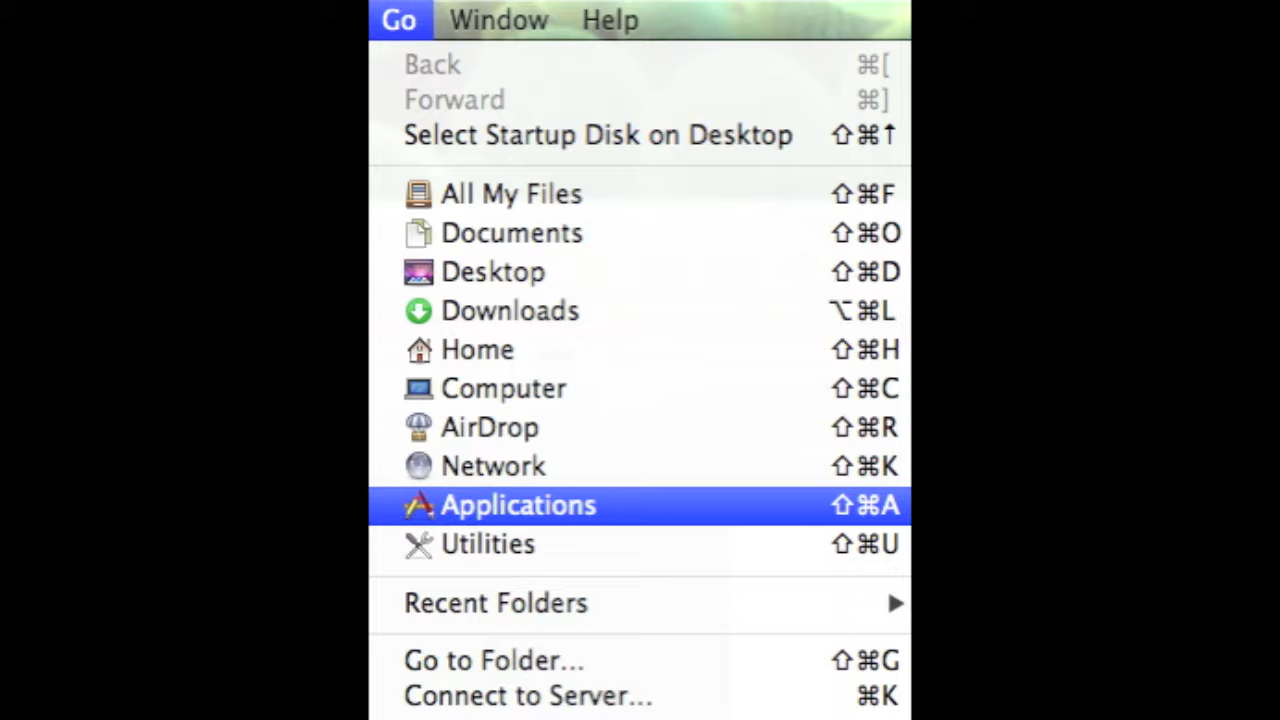 Go Window Help
Back ⌘[
Forward ⌘]
Select Startup Disk on Desktop ⇧⌘↑
All My Files ⇧⌘F
Documents ⇧⌘O
Desktop ⇧⌘D
Downloads ⌥⌘L
Home ⇧⌘H
Computer ⇧⌘C
AirDrop ⇧⌘R
Network ⇧⌘K
Applications ⇧⌘A
Utilities ⇧⌘U
Recent Folders ▶
Go to Folder... ⇧⌘G
Connect to Server... ⌘K